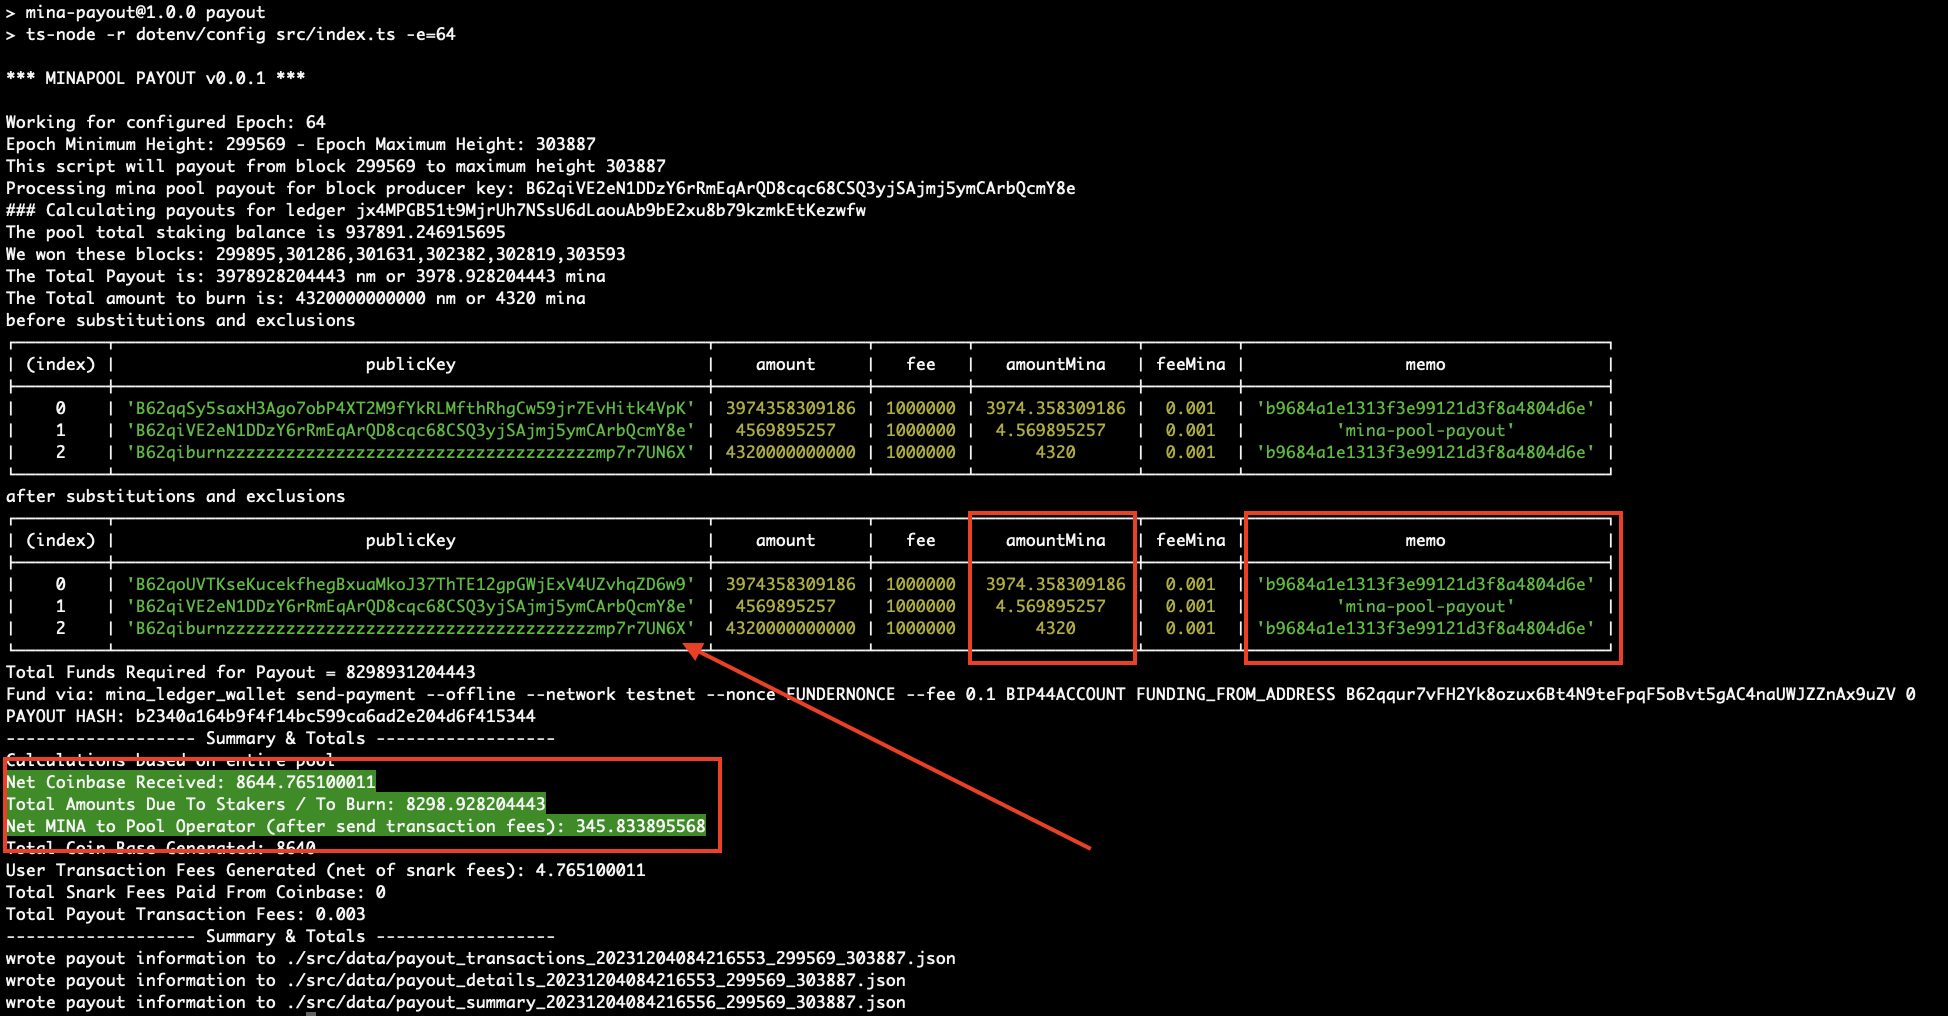 > mina-payout@1.0.0 payout
> ts-node -r dotenv/config src/index.ts -e=64
*** MINAPOOL PAYOUT v0.0.1 ***
Working for configured Epoch: 64
Epoch Minimum Height: 299569 - Epoch Maximum Height: 303887
This script will payout from block 299569 to maximum height 303887
Processing mina pool payout for block producer key: B62qiVE2eN1DDzY6rRmEqArQD8cqc68CSQ3yjSAjmj5ymCArbQcmY8e
### Calculating payouts for ledger jx4MPGB51t9MjrUh7NSsU6dLaouAb9bE2xu8b79kzmkEtKezwfw
The pool total staking balance is 937891.246915695
We won these blocks: 299895,301286,301631,302382,302819,303593
The Total Payout is: 3978928204443 nm or 3978.928204443 mina
The Total amount to burn is: 4320000000000 nm or 4320 mina
before substitutions and exclusions
| (index) | publicKey | amount | fee | amountMina | feeMina | memo |
| 0 | 'B62qqSy5saxH3Ago7obP4XT2M9fYkRLMfthRhgCw59jr7EvHitk4VpK' | 3974358309186 | 1000000 | 3974.358309186 | 0.001 | 'b9684a1e1313f3e99121d3f8a4804d6e' |
| 1 | 'B62qiVE2eN1DDzY6rRmEqArQD8cqc68CSQ3yjSAjmj5ymCArbQcmY8e' | 4569895257 | 1000000 | 4.569895257 | 0.001 | 'mina-pool-payout' |
| 2 | 'B62qiburnzzzzzzzzzzzzzzzzzzzzzzzzzzzzzzzzzzzzzmp7r7UN6X' | 4320000000000 | 1000000 | 4320 | 0.001 | 'b9684a1e1313f3e99121d3f8a4804d6e' |
after substitutions and exclusions
| (index) | publicKey | amount | fee | amountMina | feeMina | memo |
| 0 | 'B62qoUVTKseKucekfhegBxuaMkoJ37ThTE12gpGWjExV4UZvhqZD6w9' | 3974358309186 | 1000000 | 3974.358309186 | 0.001 | 'b9684a1e1313f3e99121d3f8a4804d6e' |
| 1 | 'B62qiVE2eN1DDzY6rRmEqArQD8cqc68CSQ3yjSAjmj5ymCArbQcmY8e' | 4569895257 | 1000000 | 4.569895257 | 0.001 | 'mina-pool-payout' |
| 2 | 'B62qiburnzzzzzzzzzzzzzzzzzzzzzzzzzzzzzzzzzzzzzmp7r7UN6X' | 4320000000000 | 1000000 | 4320 | 0.001 | 'b9684a1e1313f3e99121d3f8a4804d6e' |
Total Funds Required for Payout = 8298931204443
Fund via: mina_ledger_wallet send-payment --offline --network testnet --nonce FUNDERNONCE --fee 0.1 BIP44ACCOUNT FUNDING_FROM_ADDRESS B62qqur7vFH2Yk8ozux6Bt4N9teFpqF5oBvt5gAC4naUWJZZnAx9uZV 0
PAYOUT HASH: b2340a164b9f4f14bc599ca6ad2e204d6f415344
------------------- Summary & Totals ------------------
Calculations based on entire pool
Net Coinbase Received: 8644.765100011
Total Amounts Due To Stakers / To Burn: 8298.928204443
Net MINA to Pool Operator (after send transaction fees): 345.833895568
Total Coin Base Generated: 8640
User Transaction Fees Generated (net of snark fees): 4.765100011
Total Snark Fees Paid From Coinbase: 0
Total Payout Transaction Fees: 0.003
------------------- Summary & Totals ------------------
wrote payout information to ./src/data/payout_transactions_20231204084216553_299569_303887.json
wrote payout information to ./src/data/payout_details_20231204084216553_299569_303887.json
wrote payout information to ./src/data/payout_summary_20231204084216556_299569_303887.json